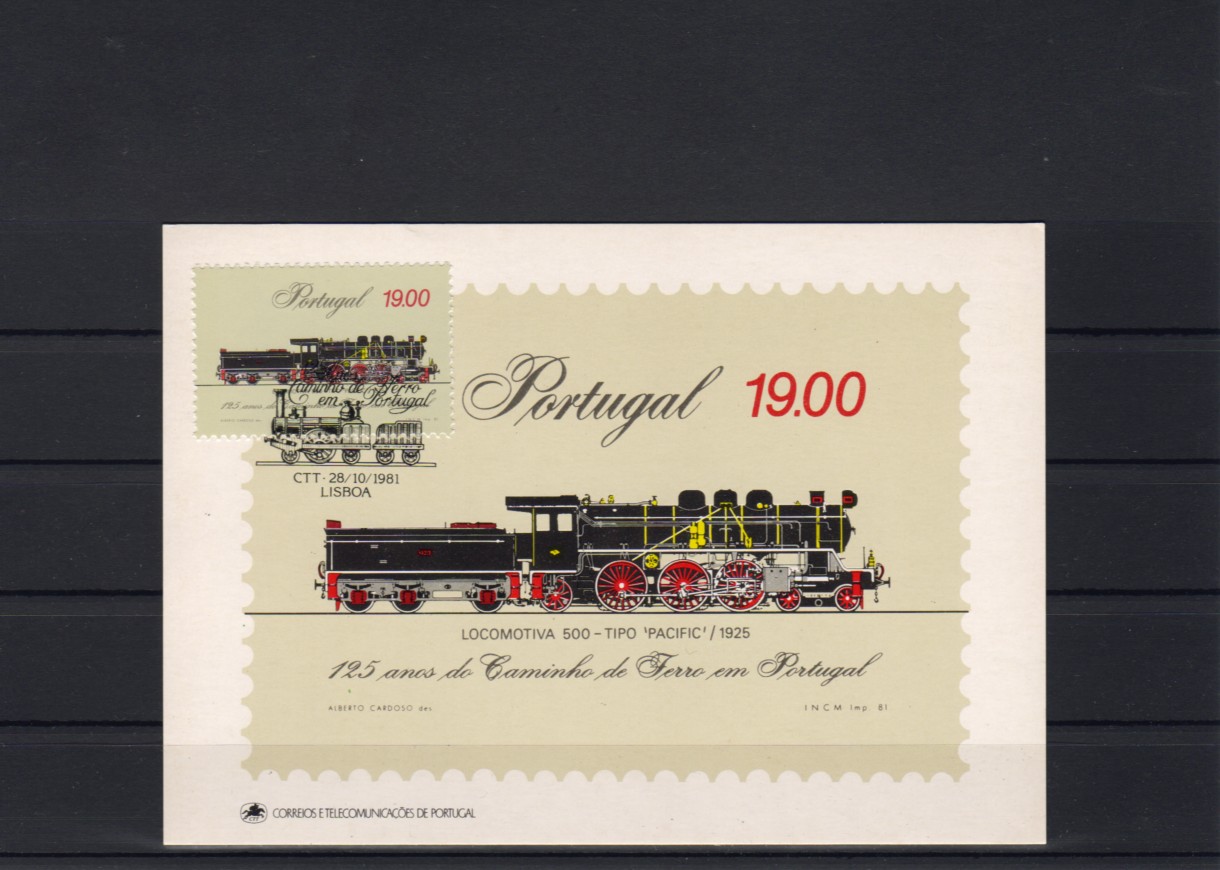 Portugal 19.00
Caminho de Ferro
em Portugal
125 anos do
CTT · 28/10/1981
LISBOA
Portugal 19.00
LOCOMOTIVA 500 – TIPO 'PACIFIC' / 1925
125 anos do Caminho de Ferro em Portugal
ALBERTO CARDOSO des. INCM Imp. 81
CTT CORREIOS E TELECOMUNICAÇÕES DE PORTUGAL